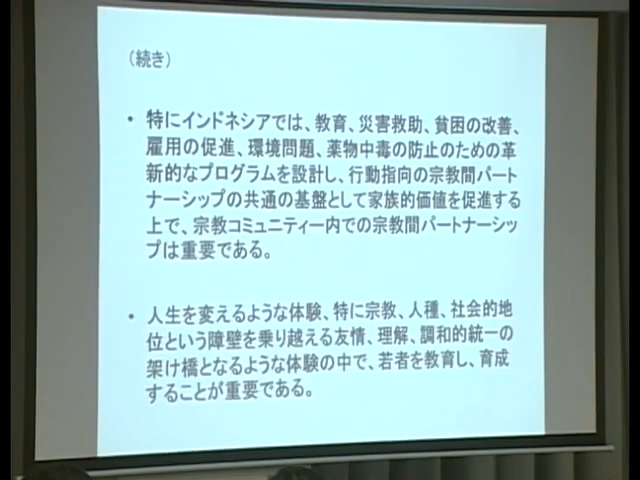 （続き）
• 特にインドネシアでは、教育、災害救助、貧困の改善、
雇用の促進、環境問題、薬物中毒の防止のための革
新的なプログラムを設計し、行動指向の宗教間パート
ナーシップの共通の基盤として家族的価値を促進する
上で、宗教コミュニティー内での宗教間パートナーシッ
プは重要である。
• 人生を変えるような体験、特に宗教、人種、社会的地
位という障壁を乗り越える友情、理解、調和的統一の
架け橋となるような体験の中で、若者を教育し、育成
することが重要である。